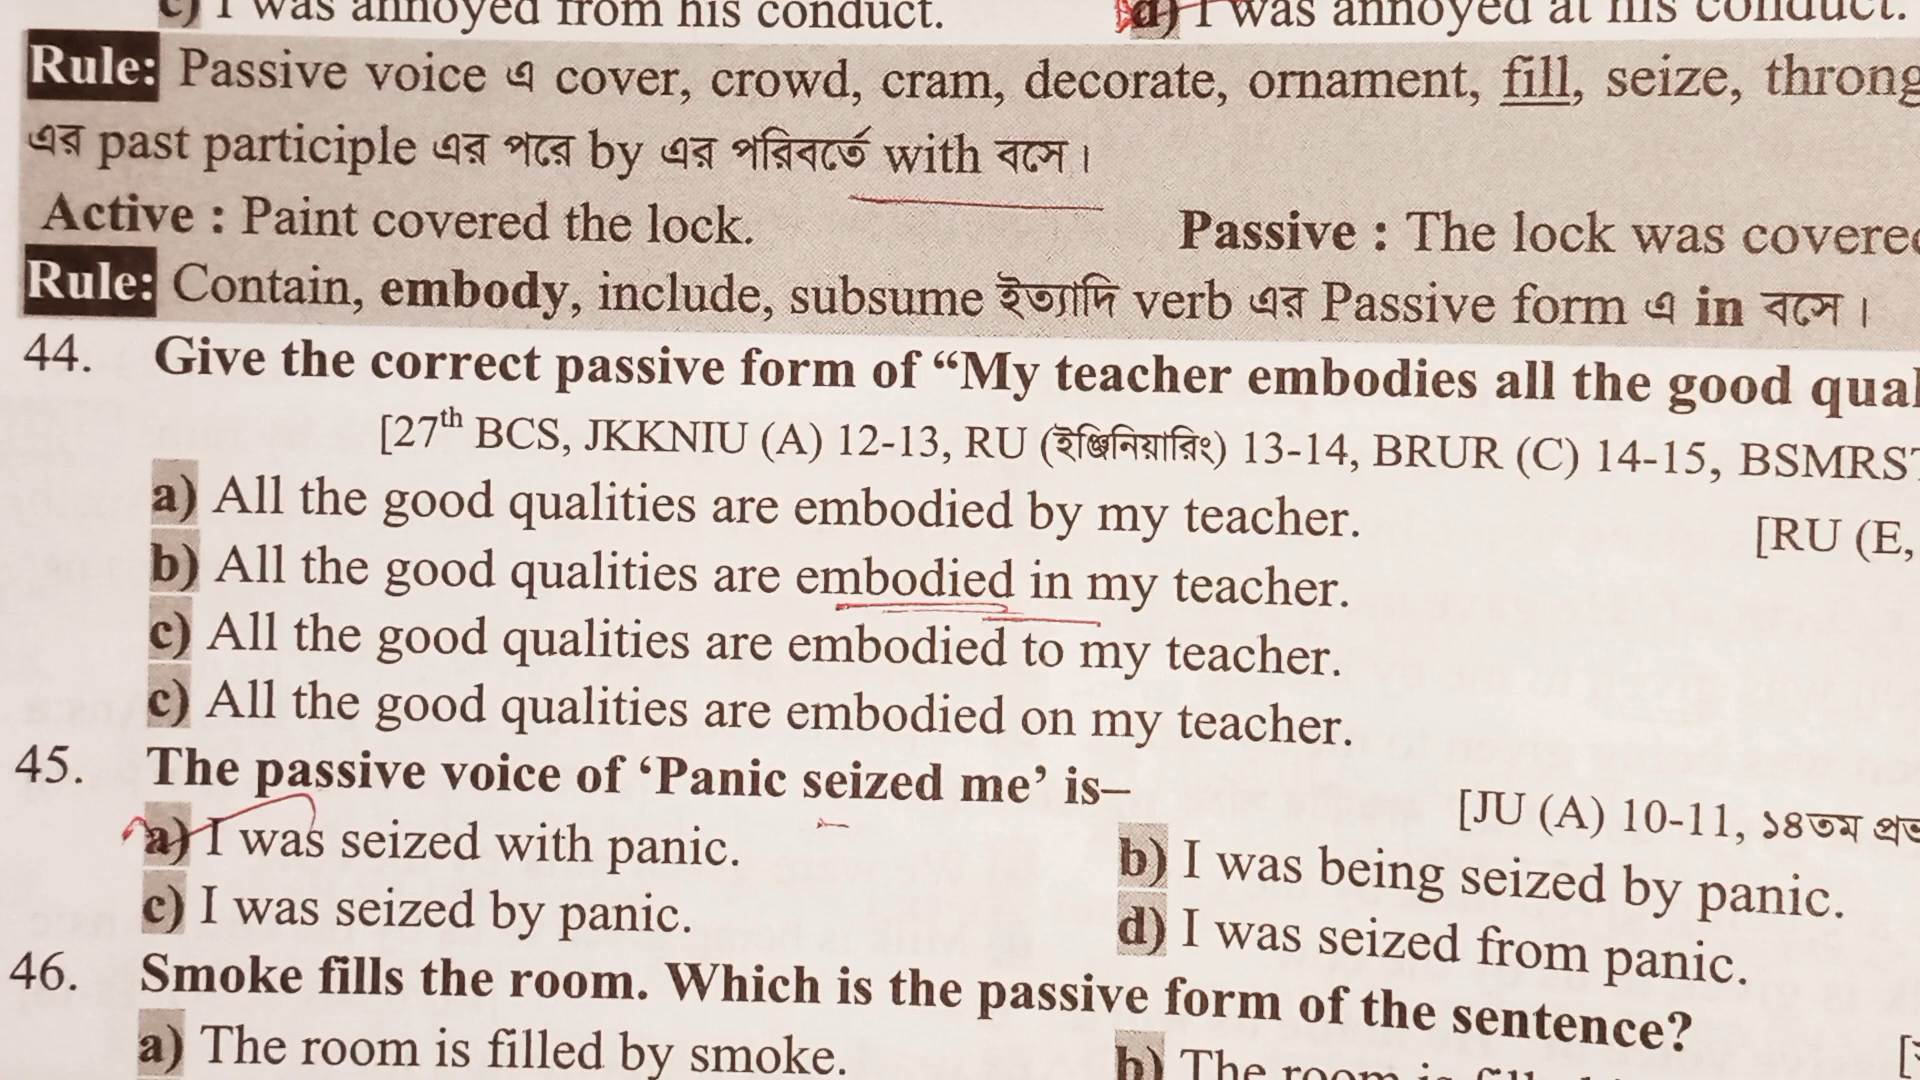 c) I was annoyed from his conduct. d) I was annoyed at his conduct.
Rule: Passive voice এ cover, crowd, cram, decorate, ornament, fill, seize, throng
এর past participle এর পরে by এর পরিবর্তে with বসে।
Active : Paint covered the lock. Passive : The lock was covered
Rule: Contain, embody, include, subsume ইত্যাদি verb এর Passive form এ in বসে।
44. Give the correct passive form of “My teacher embodies all the good qual
[27th BCS, JKKNIU (A) 12-13, RU (ইঞ্জিনিয়ারিং) 13-14, BRUR (C) 14-15, BSMRST
a) All the good qualities are embodied by my teacher. [RU (E,
b) All the good qualities are embodied in my teacher.
c) All the good qualities are embodied to my teacher.
c) All the good qualities are embodied on my teacher.
45. The passive voice of ‘Panic seized me’ is–
[JU (A) 10-11, ১৪তম প্রভ
a) I was seized with panic. b) I was being seized by panic.
c) I was seized by panic. d) I was seized from panic.
46. Smoke fills the room. Which is the passive form of the sentence?
a) The room is filled by smoke. b) The room is